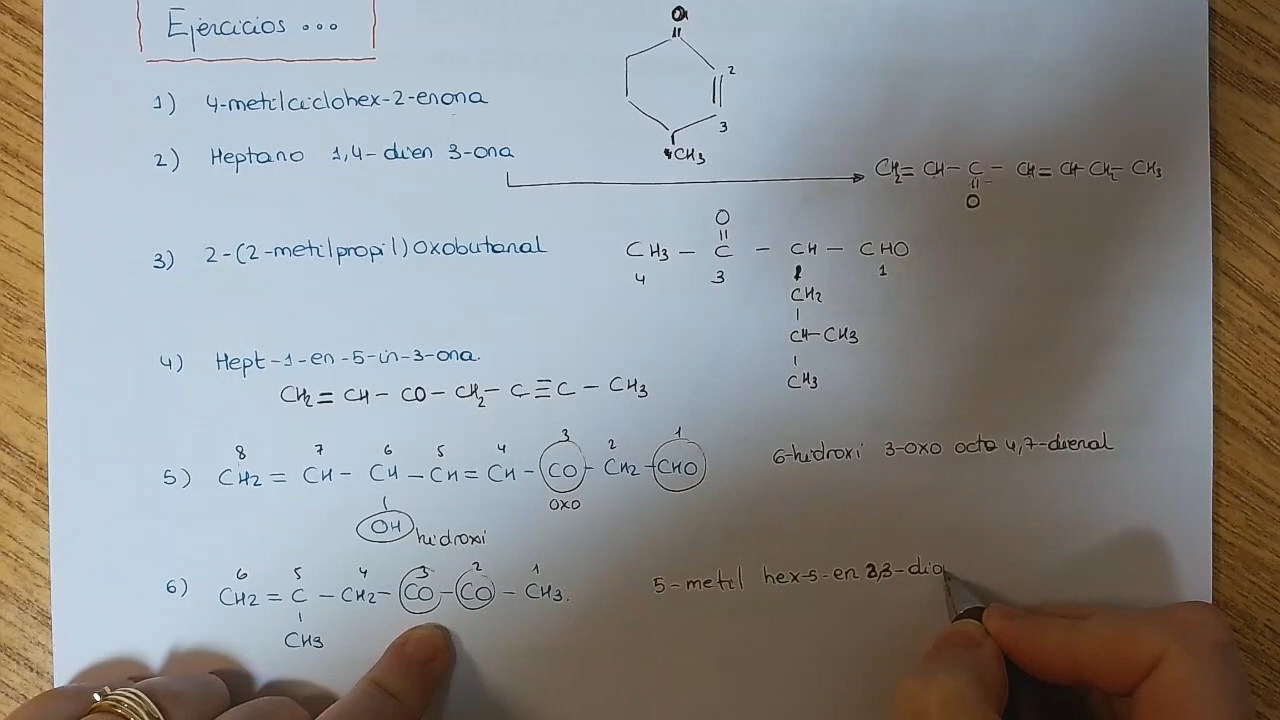 Ejercicios ...
O
||
2
3
CH3
1) 4-metilciclohex-2-enona
2) Heptano 1,4-dien 3-ona
CH2=CH-C-CH=CH-CH2-CH3
||
O
3) 2-(2-metilpropil)Oxobutanal
O
||
CH3-C-CH-CHO
4 3 1
CH2
CH-CH3
CH3
4) Hept-1-en-5-in-3-ona.
CH2=CH-CO-CH2-C≡C-CH3
8 7 6 5 4 3 2 1
5) CH2=CH-CH-CH=CH-CO-CH2-CHO 6-hidroxi 3-oxo octa 4,7-dienal
OH hidroxi oxo
6 5 4 3 2 1
6) CH2=C-CH2-CO-CO-CH3. 5-metil hex-5-en 2,3-dio
CH3